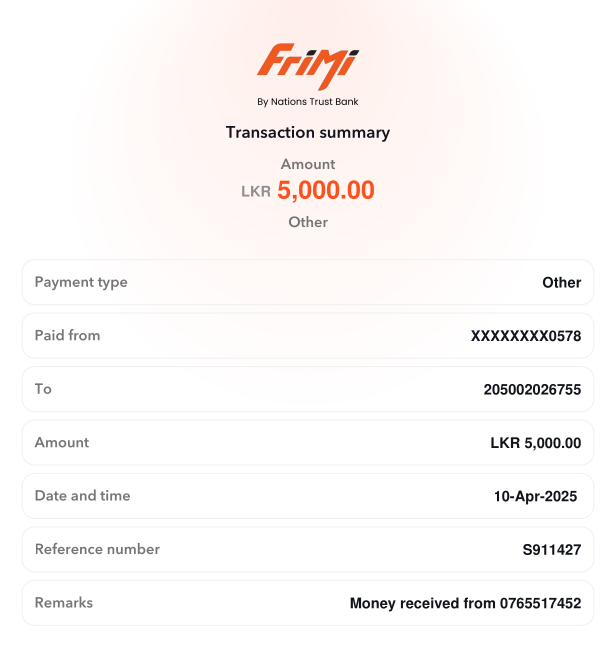 FriMi
By Nations Trust Bank
Transaction summary
Amount
LKR 5,000.00
Other
Payment type Other
Paid from XXXXXXXX0578
To 205002026755
Amount LKR 5,000.00
Date and time 10-Apr-2025
Reference number S911427
Remarks Money received from 0765517452